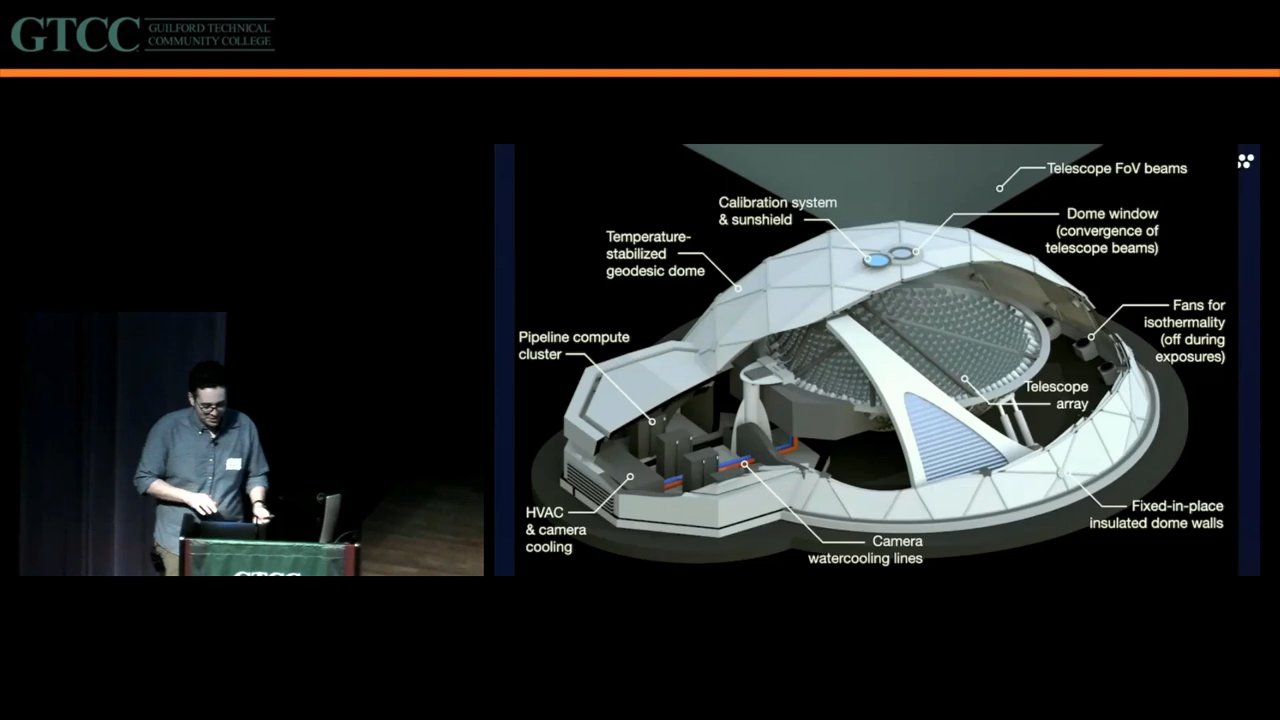 GTCC
GUILFORD TECHNICAL
COMMUNITY COLLEGE
Telescope FoV beams
Calibration system
& sunshield
Dome window
(convergence of
telescope beams)
Temperature-
stabilized
geodesic dome
Fans for
isothermality
(off during
exposures)
Pipeline compute
cluster
Telescope
array
HVAC
& camera
cooling
Camera
watercooling lines
Fixed-in-place
insulated dome walls
GTCC